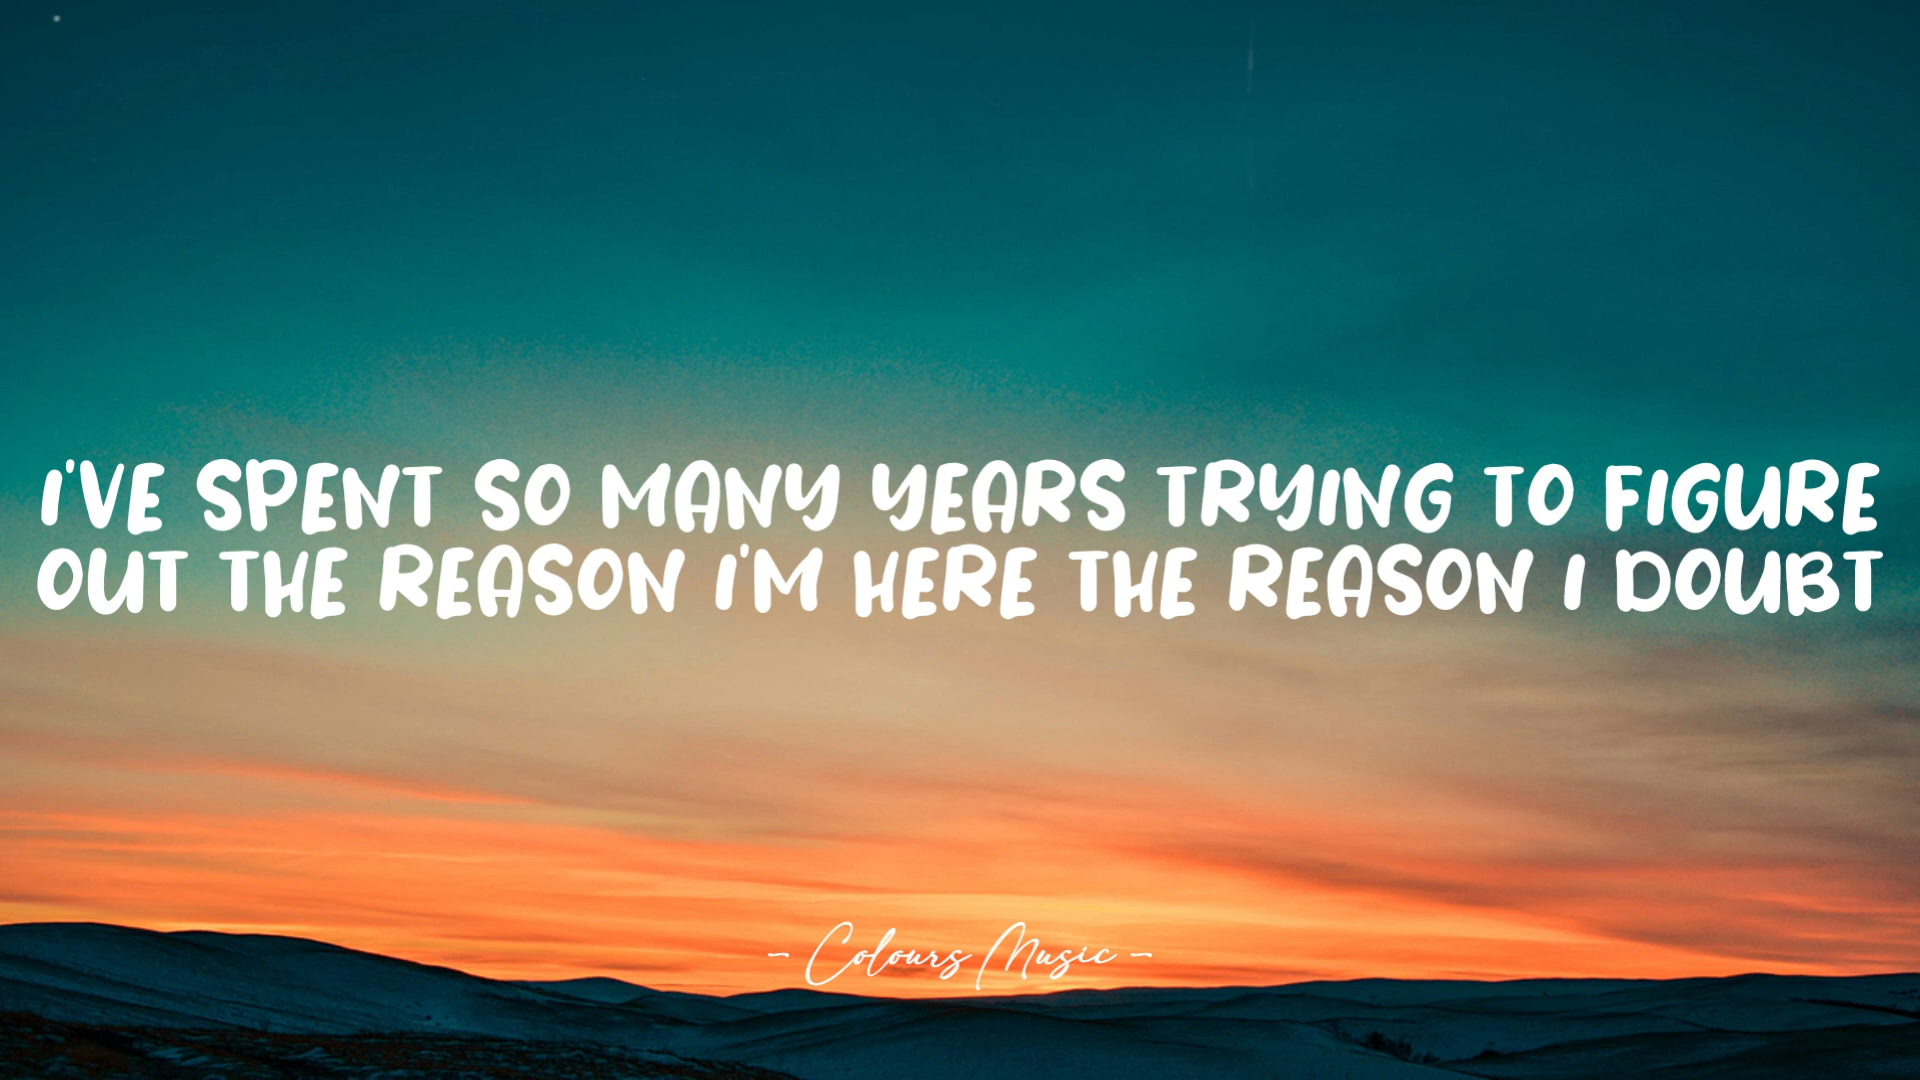 I'VE SPENT SO MANY YEARS TRYING TO FIGURE
OUT THE REASON I'M HERE THE REASON I DOUBT
- Colours Music -